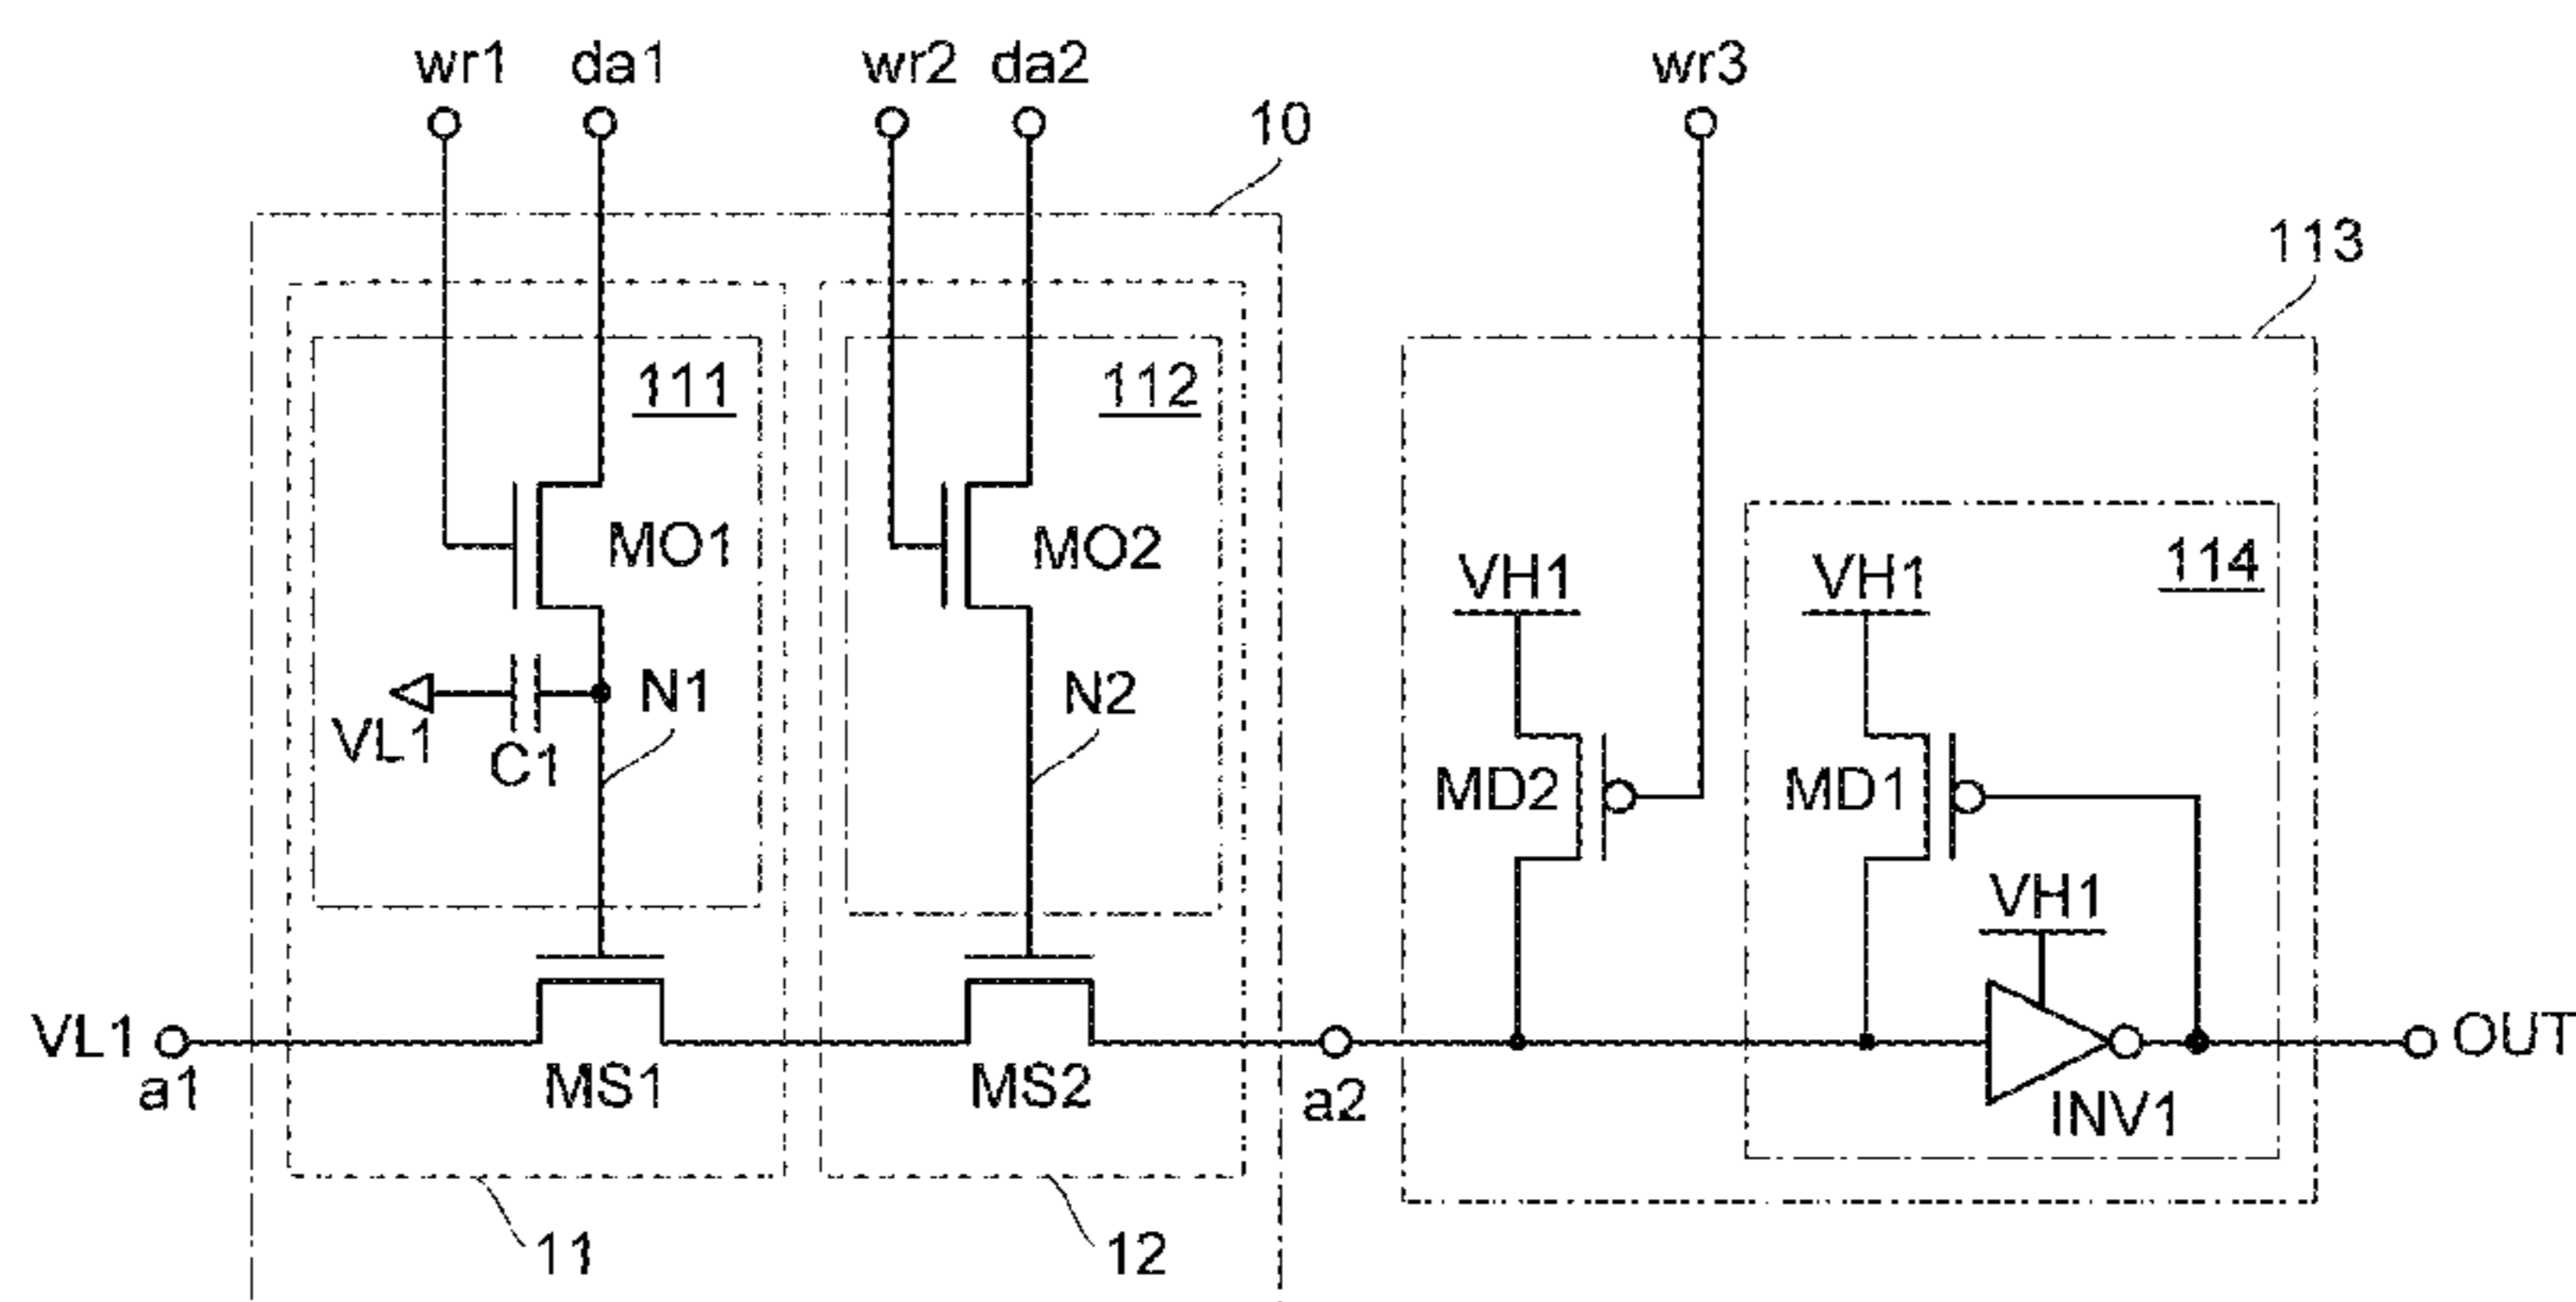 wr1 da1 wr2 da2 wr3
10
113
111 112
MO1 MO2
VH1 VH1 114
N1 N2
VL1 C1
MD2 MD1
VH1
VL1 a1 MS1 MS2 a2 INV1 OUT
11 12